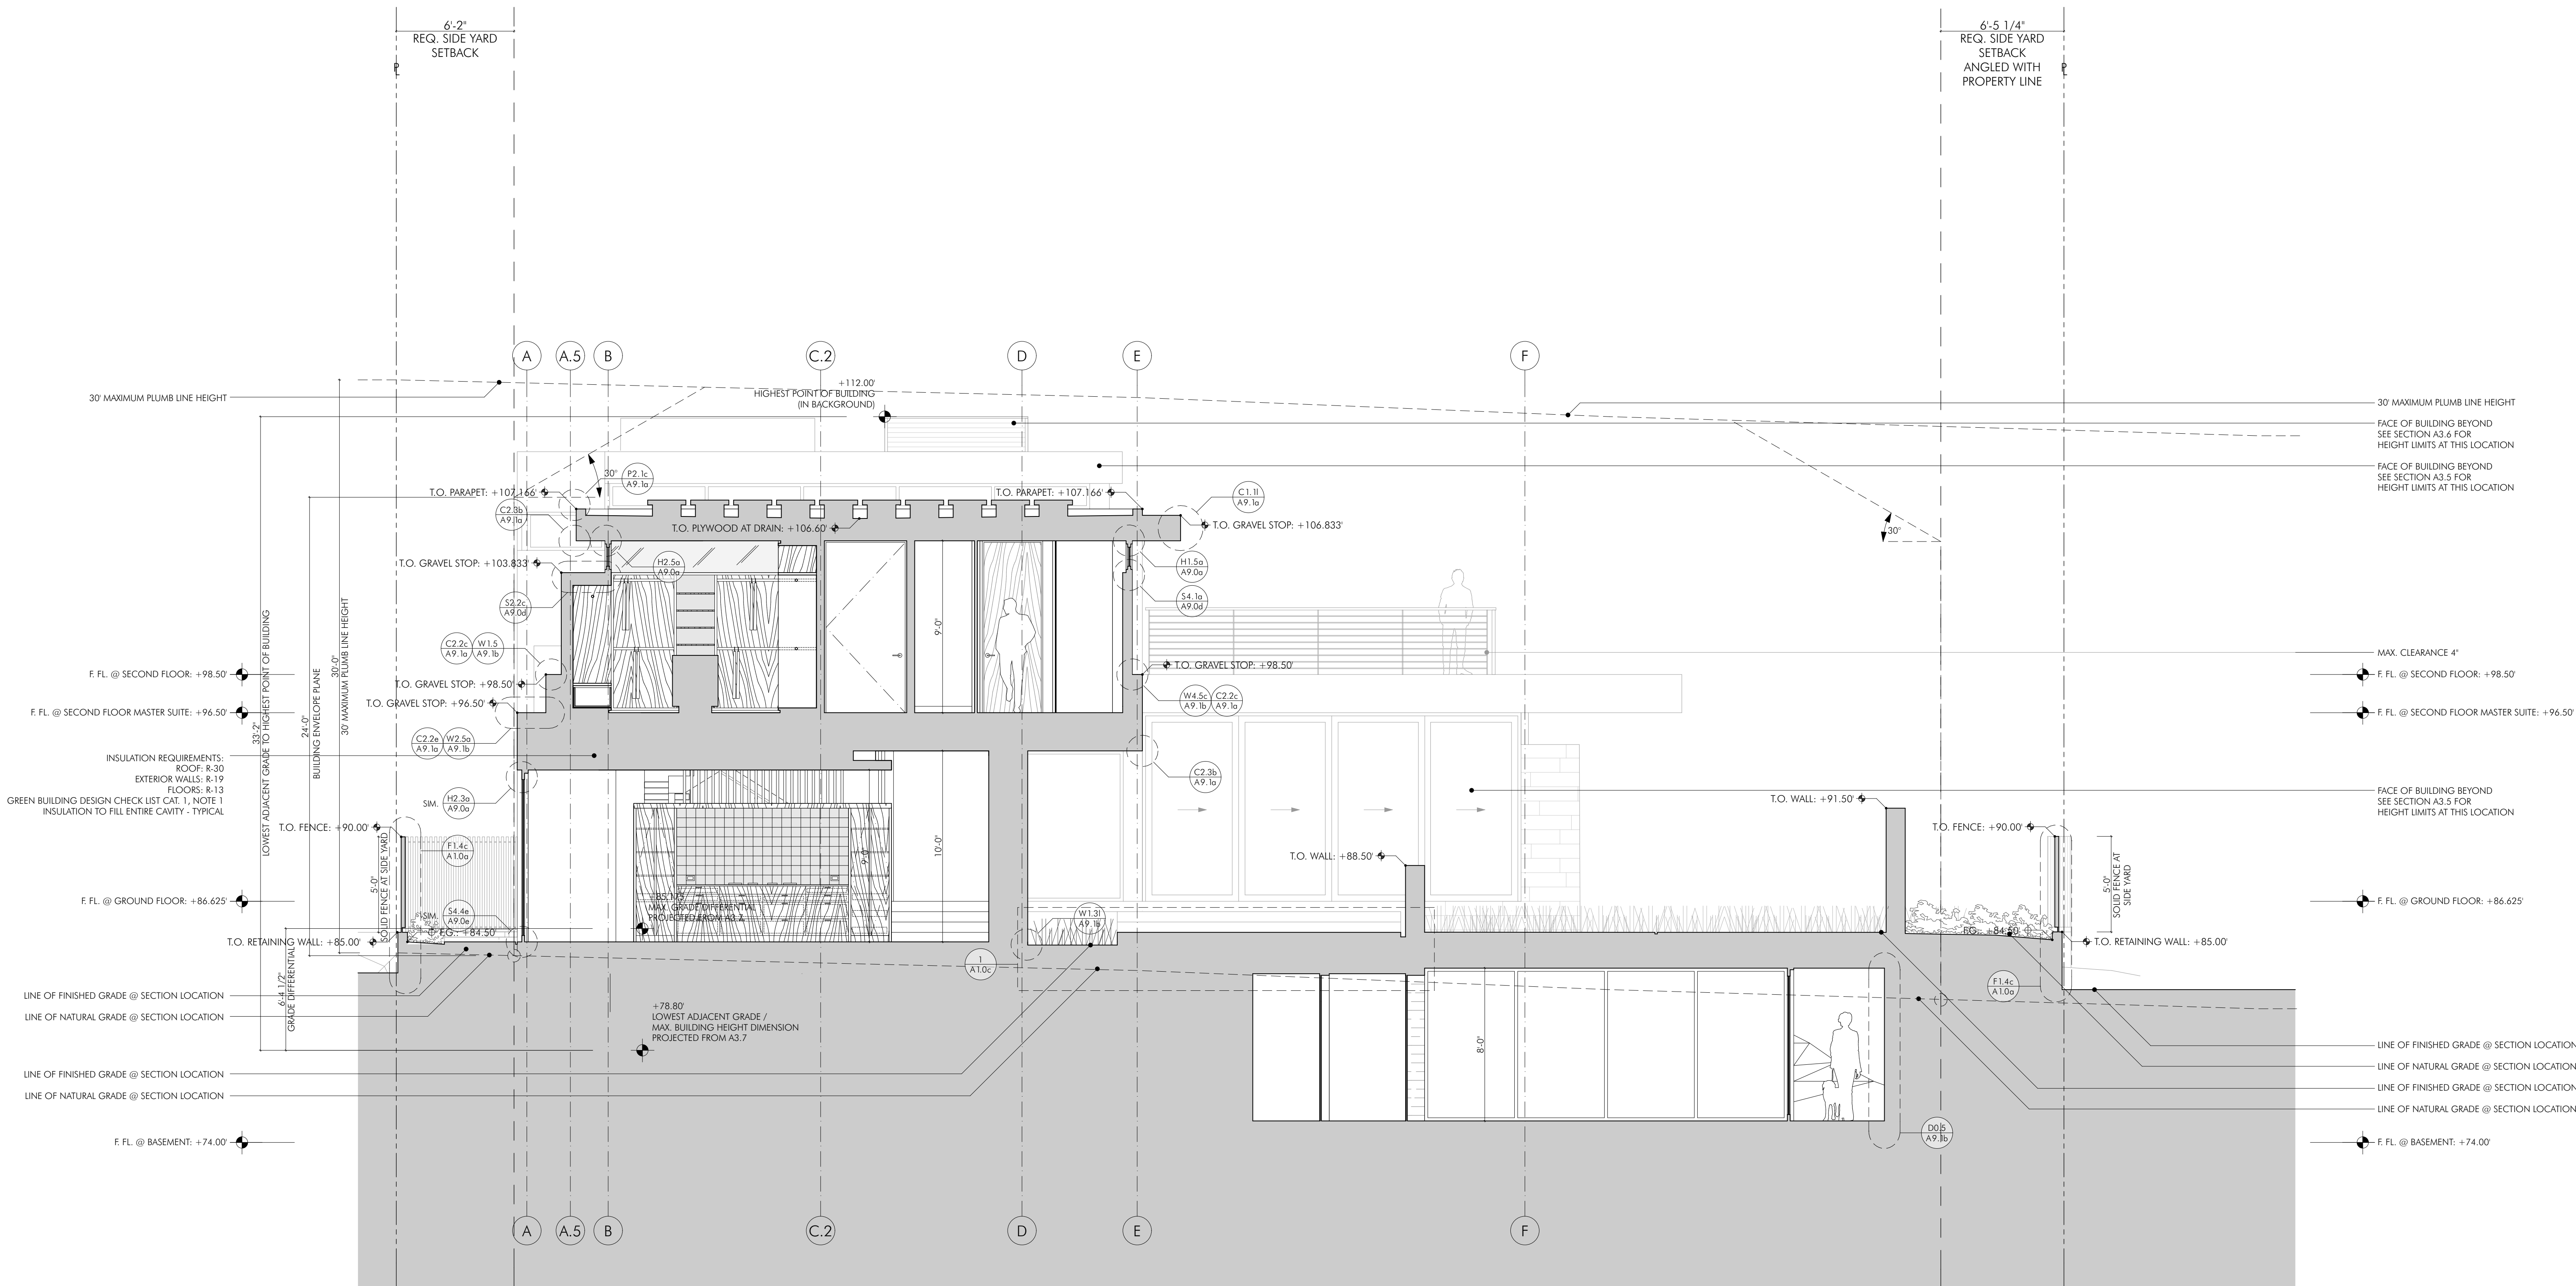 6'-2"
REQ. SIDE YARD
SETBACK
6'-5 1/4"
REQ. SIDE YARD
SETBACK
ANGLED WITH
PROPERTY LINE
A
A.5
B
C.2
D
E
F
30' MAXIMUM PLUMB LINE HEIGHT
+112.00'
HIGHEST POINT OF BUILDING
(IN BACKGROUND)
30' MAXIMUM PLUMB LINE HEIGHT
FACE OF BUILDING BEYOND
SEE SECTION A3.6 FOR
HEIGHT LIMITS AT THIS LOCATION
FACE OF BUILDING BEYOND
SEE SECTION A3.5 FOR
HEIGHT LIMITS AT THIS LOCATION
30°
P2.1c
A9.1a
T.O. PARAPET: +107.166'
T.O. PARAPET: +107.166'
C1.1l
A9.1a
C2.3b
A9.1a
T.O. PLYWOOD AT DRAIN: +106.60'
T.O. GRAVEL STOP: +106.833'
30°
T.O. GRAVEL STOP: +103.833'
H2.5a
A9.0a
H1.5a
A9.0a
S2.2c
A9.0d
S4.1a
A9.0d
9'-0"
C2.2c
A9.1a
W1.5
A9.1b
T.O. GRAVEL STOP: +98.50'
MAX. CLEARANCE 4"
F. FL. @ SECOND FLOOR: +98.50'
T.O. GRAVEL STOP: +98.50'
F. FL. @ SECOND FLOOR: +98.50'
T.O. GRAVEL STOP: +96.50'
W4.5c
A9.1b
C2.2c
A9.1a
F. FL. @ SECOND FLOOR MASTER SUITE: +96.50'
F. FL. @ SECOND FLOOR MASTER SUITE: +96.50'
C2.2e
A9.1a
W2.5a
A9.1b
33'-2"
LOWEST ADJACENT GRADE TO HIGHEST POINT OF BUILDING
24'-0"
BUILDING ENVELOPE PLANE
30'-0"
30' MAXIMUM PLUMB LINE HEIGHT
INSULATION REQUIREMENTS:
ROOF: R-30
EXTERIOR WALLS: R-19
FLOORS: R-13
GREEN BUILDING DESIGN CHECK LIST CAT. 1, NOTE 1
INSULATION TO FILL ENTIRE CAVITY - TYPICAL
C2.3b
A9.1a
SIM.
H2.3a
A9.0a
T.O. WALL: +91.50'
FACE OF BUILDING BEYOND
SEE SECTION A3.5 FOR
HEIGHT LIMITS AT THIS LOCATION
T.O. FENCE: +90.00'
T.O. FENCE: +90.00'
F1.4c
A1.0a
9'-0"
10'-0"
T.O. WALL: +88.50'
5'-0"
SOLID FENCE AT SIDE YARD
5'-0"
SOLID FENCE AT
SIDE YARD
F. FL. @ GROUND FLOOR: +86.625'
F. FL. @ GROUND FLOOR: +86.625'
MAX. GRADE DIFFERENTIAL
PROJECTED FROM A3.7
SIM.
S4.4e
A9.0e
W1.3l
A9.1b
F.G.: +84.50'
F.G.: +84.50'
T.O. RETAINING WALL: +85.00'
T.O. RETAINING WALL: +85.00'
1
A1.0c
6'-4 1/2"
GRADE DIFFERENTIAL
F1.4c
A1.0a
LINE OF FINISHED GRADE @ SECTION LOCATION
LINE OF NATURAL GRADE @ SECTION LOCATION
+78.80'
LOWEST ADJACENT GRADE /
MAX. BUILDING HEIGHT DIMENSION
PROJECTED FROM A3.7
8'-0"
LINE OF FINISHED GRADE @ SECTION LOCATION
LINE OF NATURAL GRADE @ SECTION LOCATION
LINE OF FINISHED GRADE @ SECTION LOCATION
LINE OF NATURAL GRADE @ SECTION LOCATION
LINE OF FINISHED GRADE @ SECTION LOCATION
LINE OF NATURAL GRADE @ SECTION LOCATION
D0.5
A9.1b
F. FL. @ BASEMENT: +74.00'
F. FL. @ BASEMENT: +74.00'
A
A.5
B
C.2
D
E
F